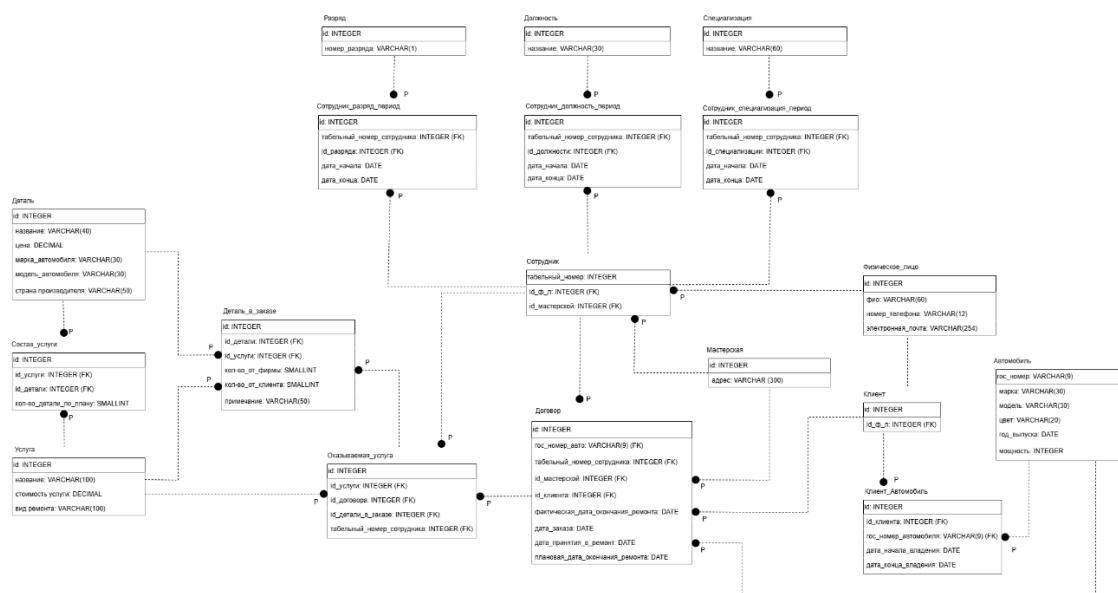 Разряд
id: INTEGER
номер_разряда: VARCHAR(1)
P
Должность
id: INTEGER
название: VARCHAR(30)
P
Специализация
id: INTEGER
название: VARCHAR(60)
P
Сотрудник_разряд_период
id: INTEGER
табельный_номер_сотрудника: INTEGER (FK)
id_разряда: INTEGER (FK)
дата_начала: DATE
дата_конца: DATE
P
Сотрудник_должность_период
id: INTEGER
табельный_номер_сотрудника: INTEGER (FK)
id_должности: INTEGER (FK)
дата_начала: DATE
дата_конца: DATE
P
Сотрудник_специализация_период
id: INTEGER
табельный_номер_сотрудника: INTEGER (FK)
id_специализации: INTEGER (FK)
дата_начала: DATE
дата_конца: DATE
P
Деталь
id: INTEGER
название: VARCHAR(40)
цена: DECIMAL
марка_автомобиля: VARCHAR(30)
модель_автомобиля: VARCHAR(30)
страна производителя: VARCHAR(50)
P
Сотрудник
табельный_номер: INTEGER
id_ф_л: INTEGER (FK)
id_мастерской: INTEGER (FK)
P
P
P
Физическое_лицо
id: INTEGER
фио: VARCHAR(60)
номер_телефона: VARCHAR(12)
электронная_почта: VARCHAR(254)
Деталь_в_заказе
id: INTEGER
id_детали: INTEGER (FK)
id_услуги: INTEGER (FK)
кол-во_от_фирмы: SMALLINT
кол-во_от_клиента: SMALLINT
примечание: VARCHAR(50)
P
P
P
Состав_услуги
id: INTEGER
id_услуги: INTEGER (FK)
id_детали: INTEGER (FK)
кол-во_детали_по_плану: SMALLINT
P
Мастерская
id: INTEGER
адрес: VARCHAR (300)
Автомобиль
гос_номер: VARCHAR(9)
марка: VARCHAR(30)
модель: VARCHAR(30)
цвет: VARCHAR(20)
год_выпуска: DATE
мощность: INTEGER
Клиент
id: INTEGER
id_ф_л: INTEGER (FK)
P
Договор
id: INTEGER
гос_номер_авто: VARCHAR(9) (FK)
табельный_номер_сотрудника: INTEGER (FK)
id_мастерской: INTEGER (FK)
id_клиента: INTEGER (FK)
фактическая_дата_окончания_ремонта: DATE
дата_заказа: DATE
дата_принятия_в_ремонт: DATE
плановая_дата_окончания_ремонта: DATE
P
P
P
P
Услуга
id: INTEGER
название: VARCHAR(100)
стоимость услуги: DECIMAL
вид ремонта: VARCHAR(100)
Оказываемая_услуга
id: INTEGER
id_услуги: INTEGER (FK)
id_договора: INTEGER (FK)
id_детали_в_заказе: INTEGER (FK)
табельный_номер_сотрудника: INTEGER (FK)
P
P
P
Клиент_Автомобиль
id: INTEGER
id_клиента: INTEGER (FK)
гос_номер_автомобиля: VARCHAR(9) (FK)
дата_начала_владения: DATE
дата_конца_владения: DATE
P